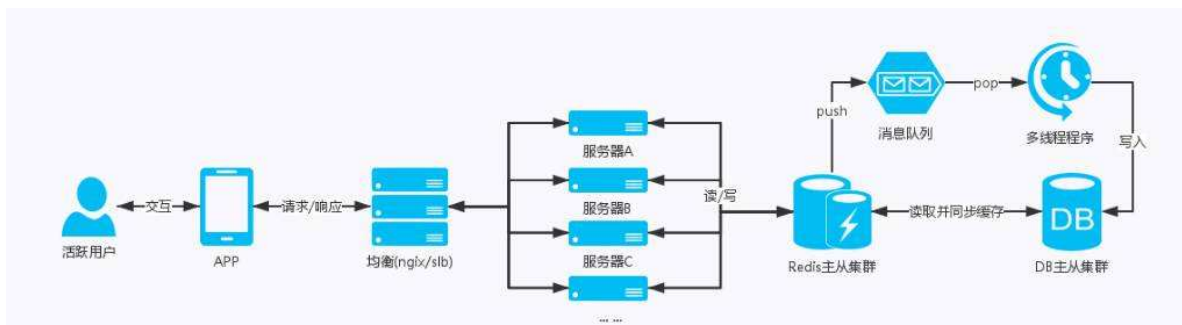 活跃用户
交互
APP
请求/响应
均衡(ngix/slb)
服务器A
服务器B
服务器C
... ...
读/写
Redis主从集群
push
消息队列
pop
多线程程序
写入
读取并同步缓存
DB
DB主从集群